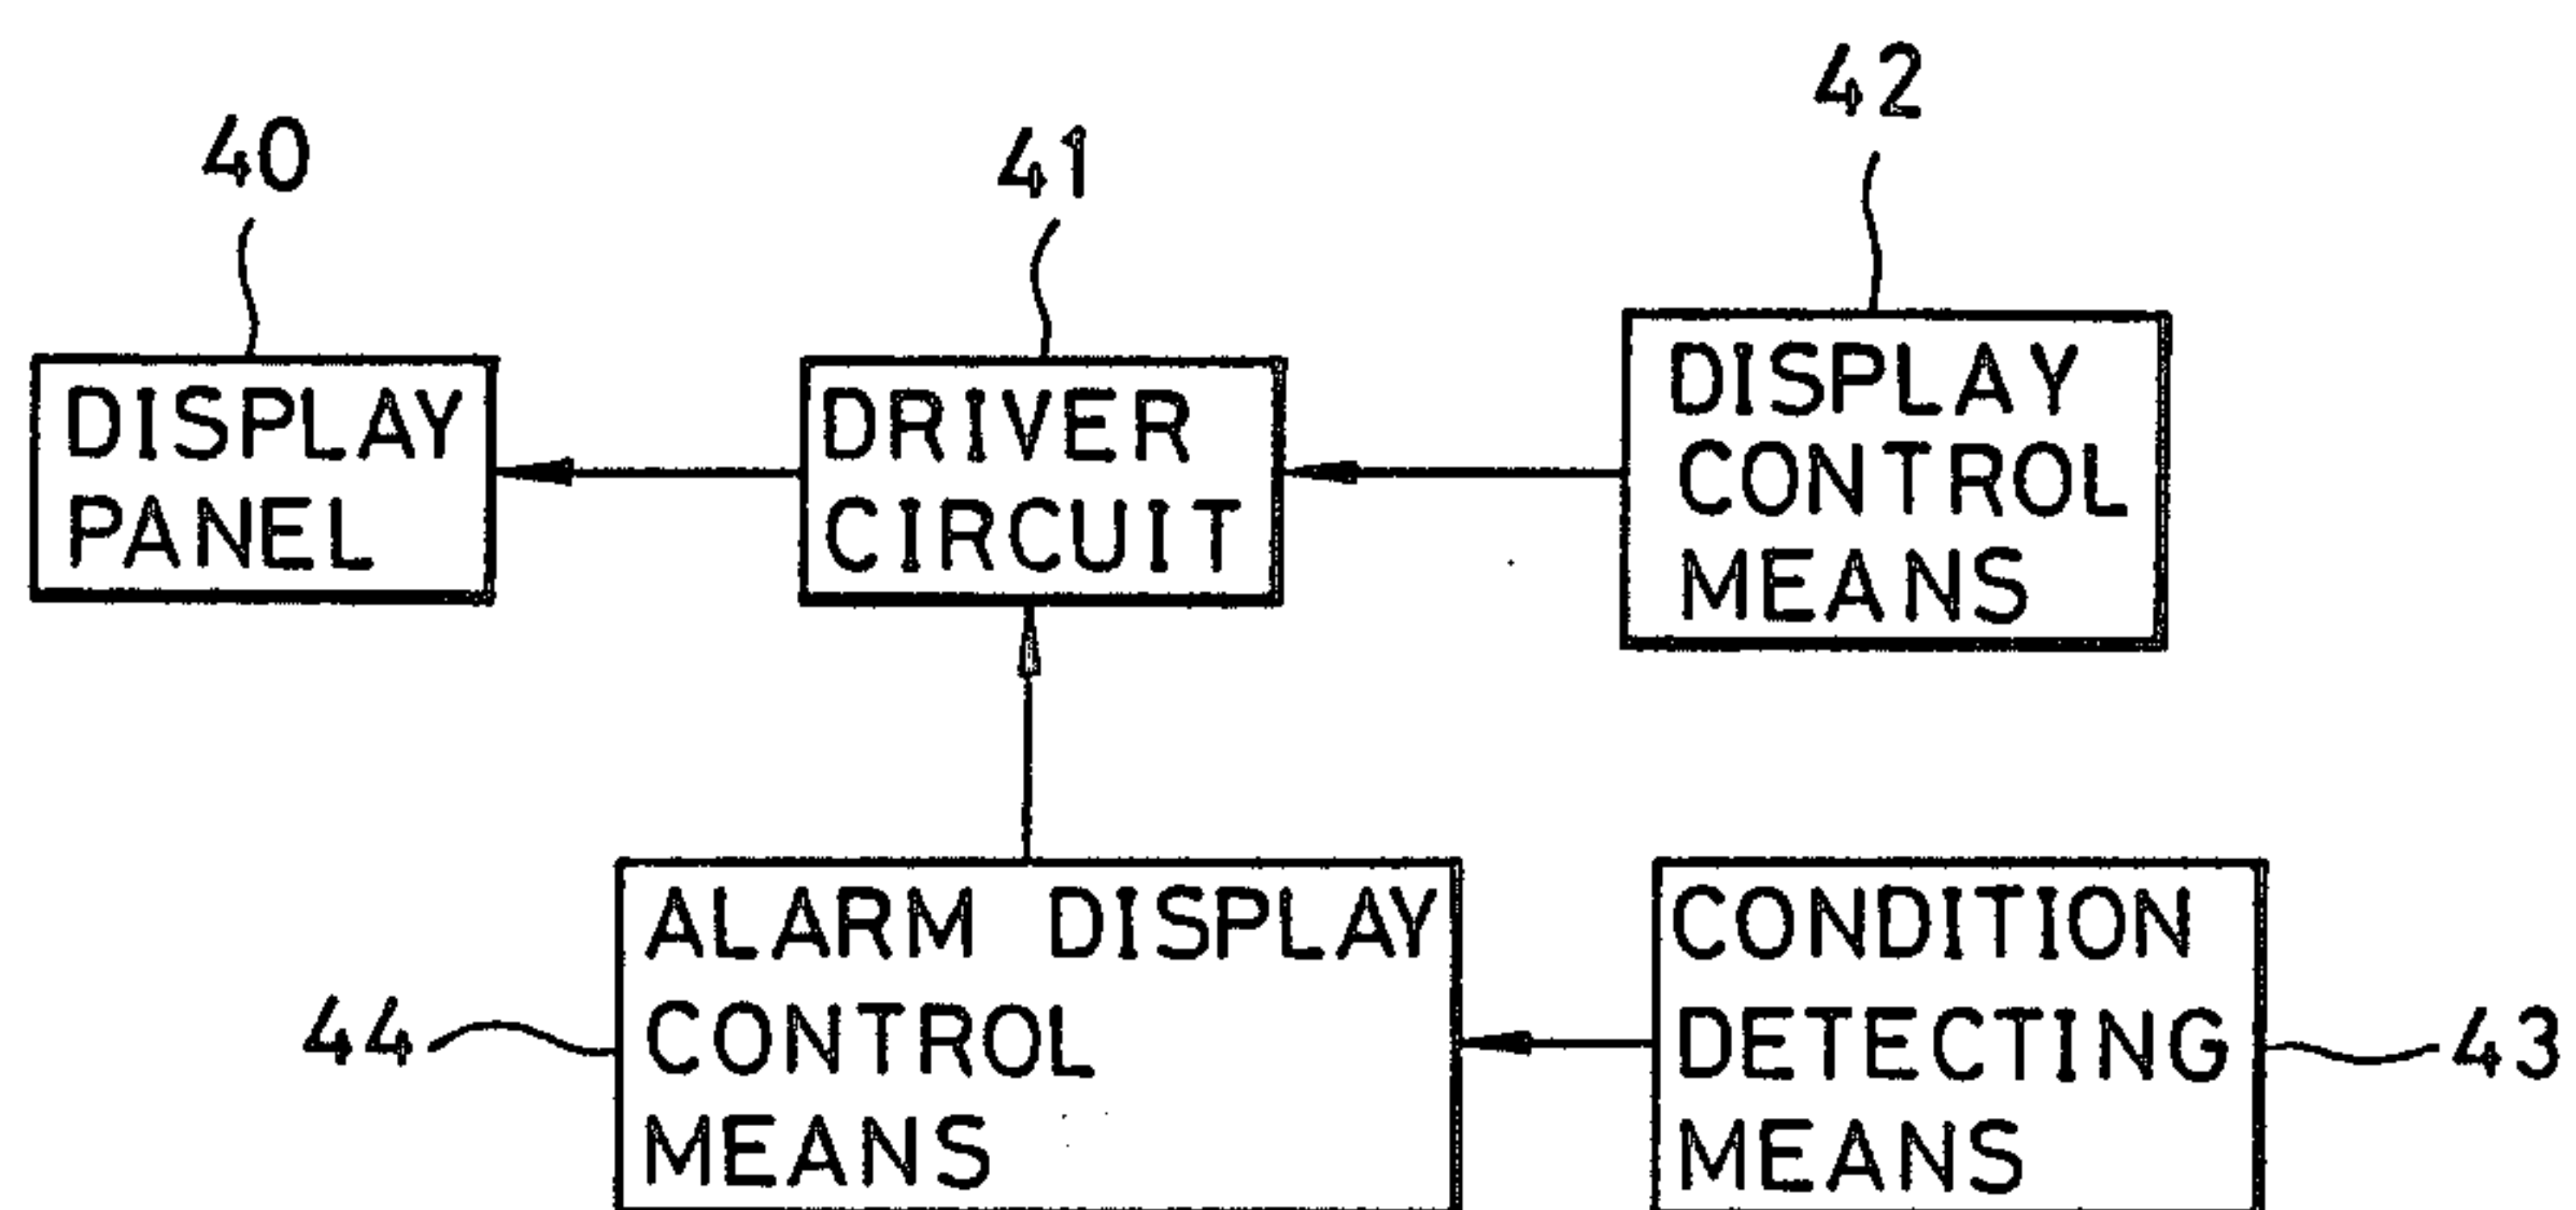 40
41
42
DISPLAY
PANEL
DRIVER
CIRCUIT
DISPLAY
CONTROL
MEANS
ALARM DISPLAY
CONTROL
MEANS
44
CONDITION
DETECTING
MEANS
43